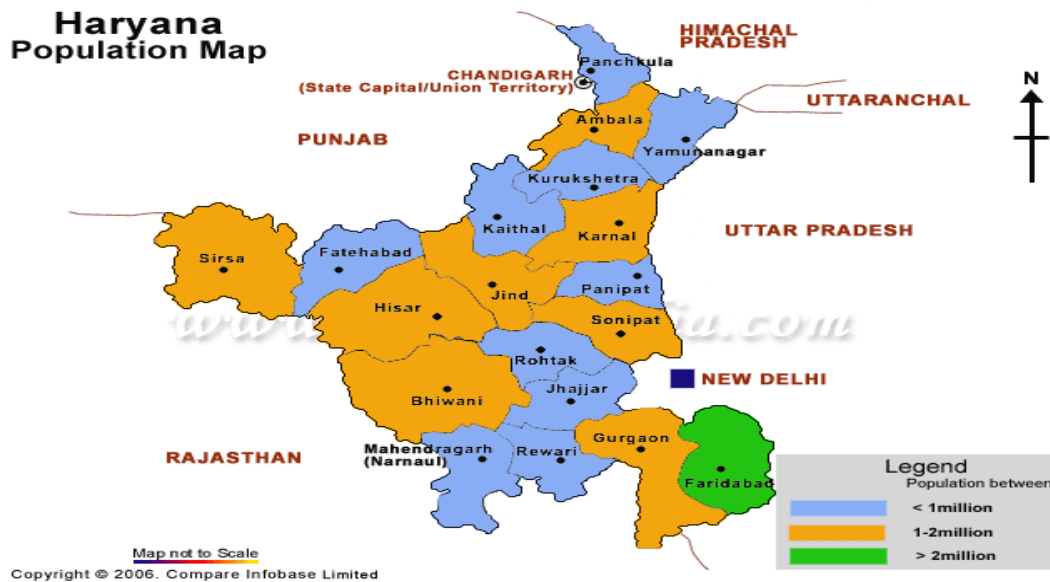 Haryana
Population Map
HIMACHAL
PRADESH
Panchkula
CHANDIGARH
(State Capital/Union Territory)
UTTARANCHAL
N
PUNJAB
Ambala
Yamunanagar
Kurukshetra
Kaithal
Karnal
UTTAR PRADESH
Sirsa
Fatehabad
Jind
Panipat
Hisar
Sonipat
Rohtak
NEW DELHI
Jhajjar
Bhiwani
Gurgaon
Mahendragarh
(Narnaul)
Rewari
RAJASTHAN
Faridabad
Legend
Population between
< 1million
1-2million
> 2million
Map not to Scale
Copyright © 2006. Compare Infobase Limited